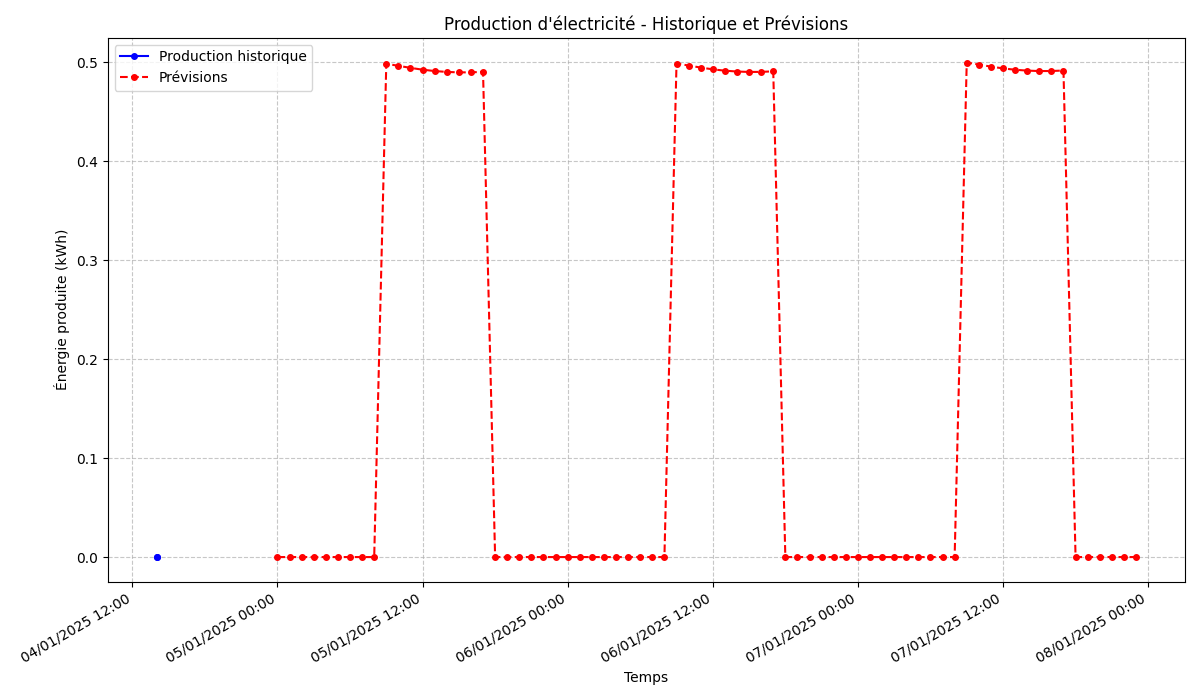 Production d'électricité - Historique et Prévisions
Production historique
Prévisions
Énergie produite (kWh)
0.5
0.4
0.3
0.2
0.1
0.0
04/01/2025 12:00
05/01/2025 00:00
05/01/2025 12:00
06/01/2025 00:00
06/01/2025 12:00
07/01/2025 00:00
07/01/2025 12:00
08/01/2025 00:00
Temps